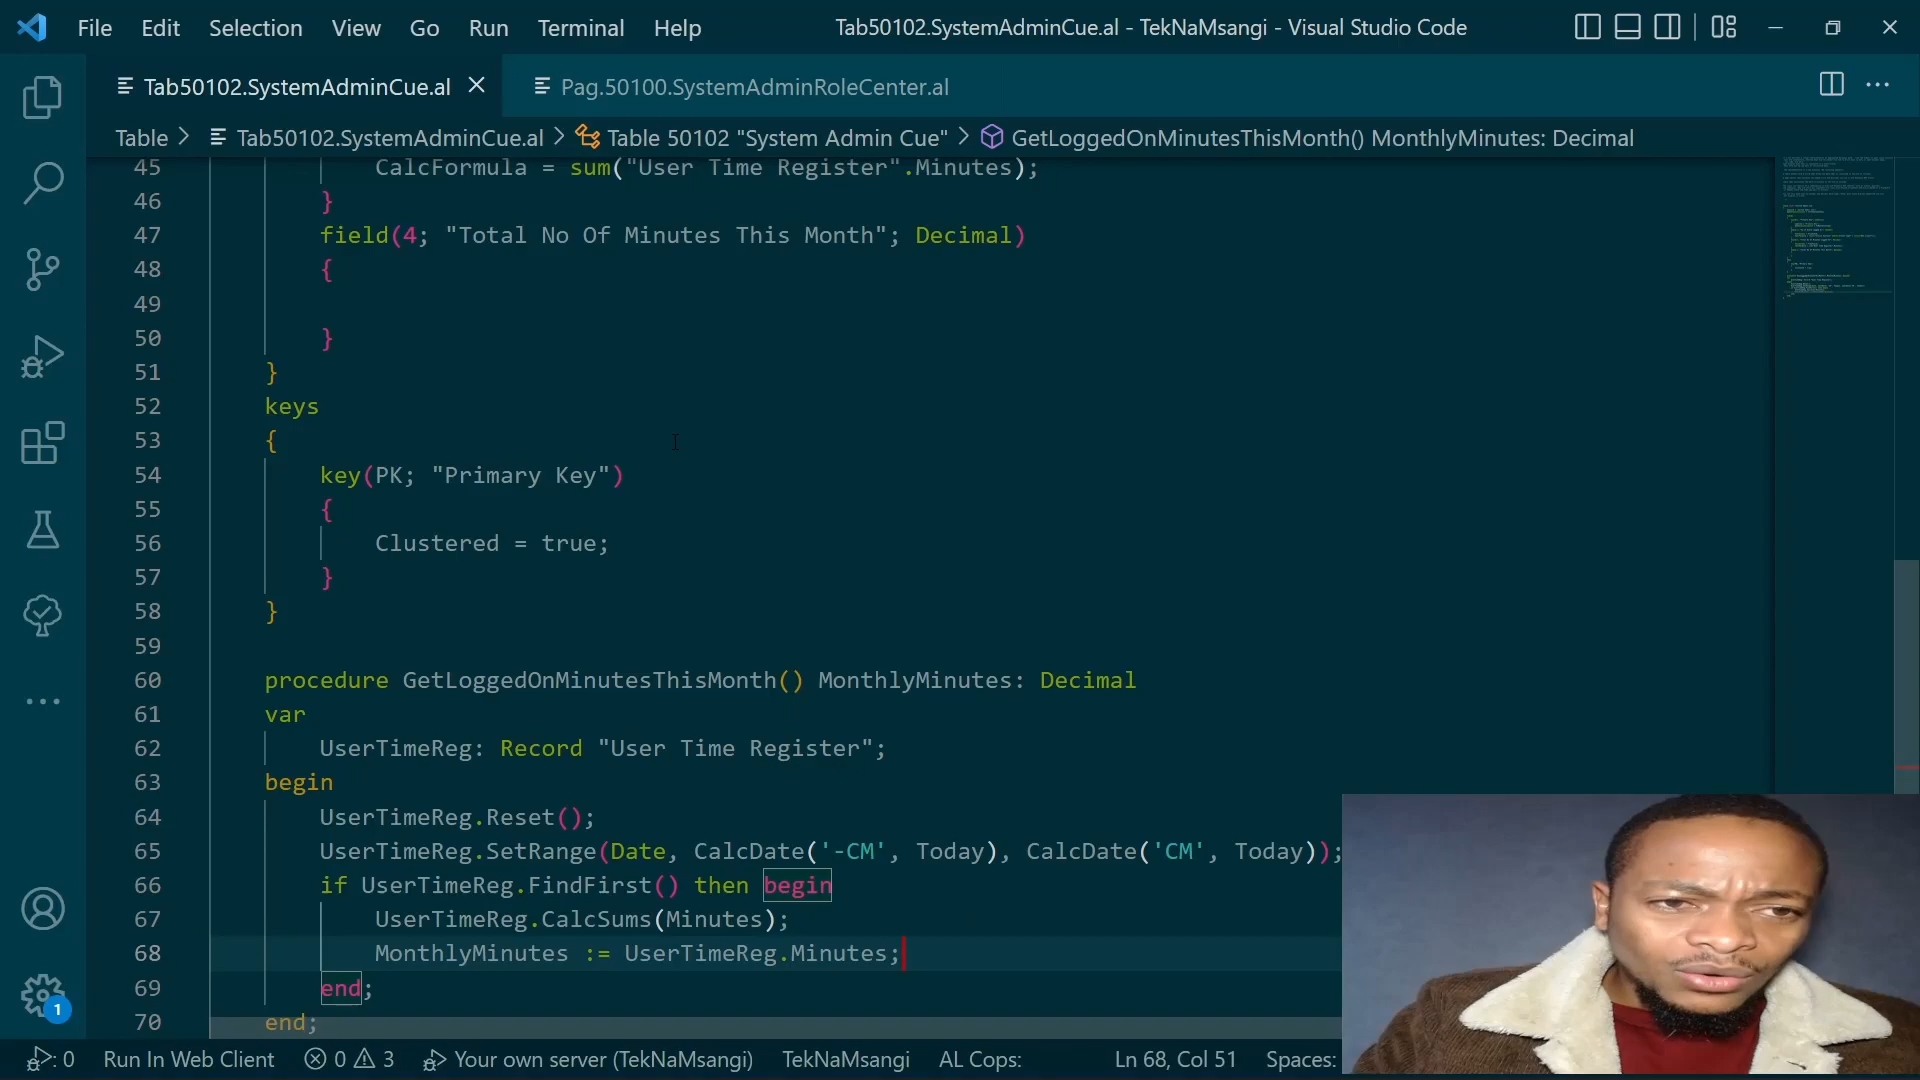 File Edit Selection View Go Run Terminal Help Tab50102.SystemAdminCue.al - TekNaMsangi - Visual Studio Code
Tab50102.SystemAdminCue.al Pag.50100.SystemAdminRoleCenter.al
Table > Tab50102.SystemAdminCue.al > Table 50102 "System Admin Cue" > GetLoggedOnMinutesThisMonth() MonthlyMinutes: Decimal
45 CalcFormula = sum("User Time Register".Minutes);
46 }
47 field(4; "Total No Of Minutes This Month"; Decimal)
48 {
49
50 }
51 }
52 keys
53 {
54 key(PK; "Primary Key")
55 {
56 Clustered = true;
57 }
58 }
59
60 procedure GetLoggedOnMinutesThisMonth() MonthlyMinutes: Decimal
61 var
62 UserTimeReg: Record "User Time Register";
63 begin
64 UserTimeReg.Reset();
65 UserTimeReg.SetRange(Date, CalcDate('-CM', Today), CalcDate('CM', Today));
66 if UserTimeReg.FindFirst() then begin
67 UserTimeReg.CalcSums(Minutes);
68 MonthlyMinutes := UserTimeReg.Minutes;
69 end;
70 end;
1
: 0 Run In Web Client 0 3 Your own server (TekNaMsangi) TekNaMsangi AL Cops: Ln 68, Col 51 Spaces: